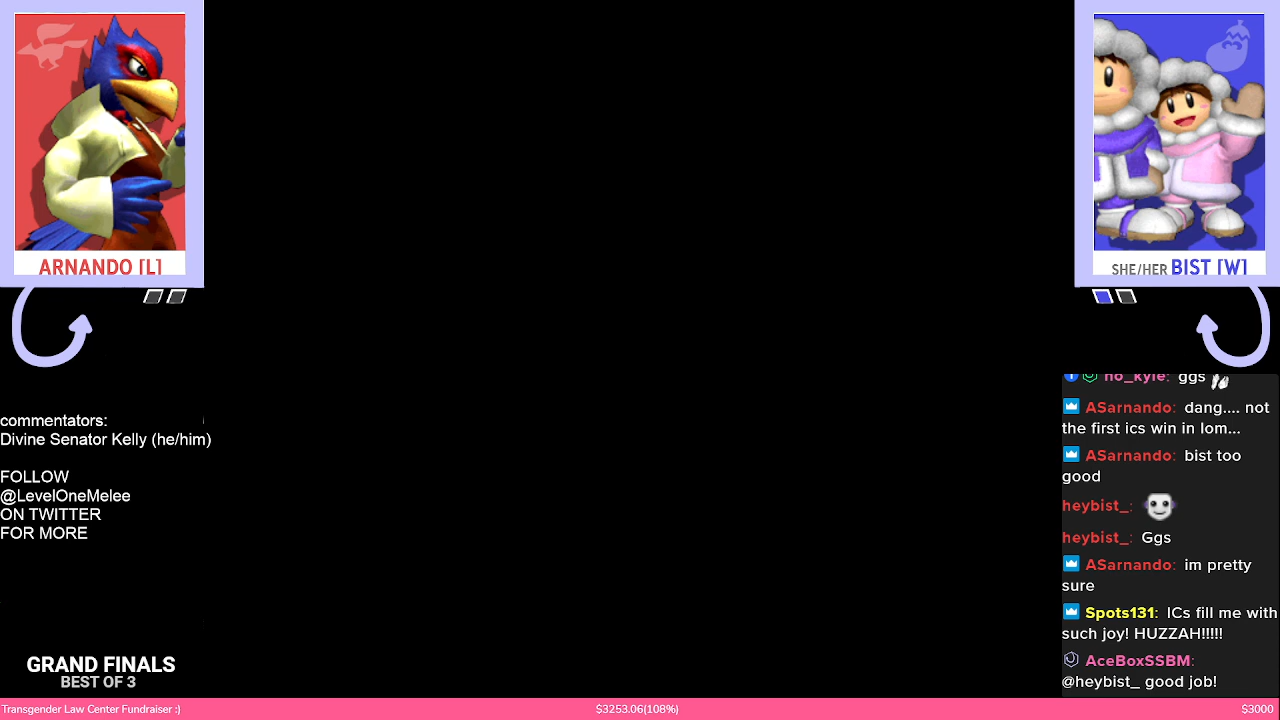 ARNANDO [L]
SHE/HER BIST [W]
commentators:
Divine Senator Kelly (he/him)
FOLLOW
@LevelOneMelee
ON TWITTER
FOR MORE
GRAND FINALS
BEST OF 3
no_kyle: ggs
ASarnando: dang.... not
the first ics win in lom...
ASarnando: bist too
good
heybist_:
heybist_: Ggs
ASarnando: im pretty
sure
Spots131: ICs fill me with
such joy! HUZZAH!!!!!
AceBoxSSBM:
@heybist_ good job!
Transgender Law Center Fundraiser :)
$3253.06(108%)
$3000